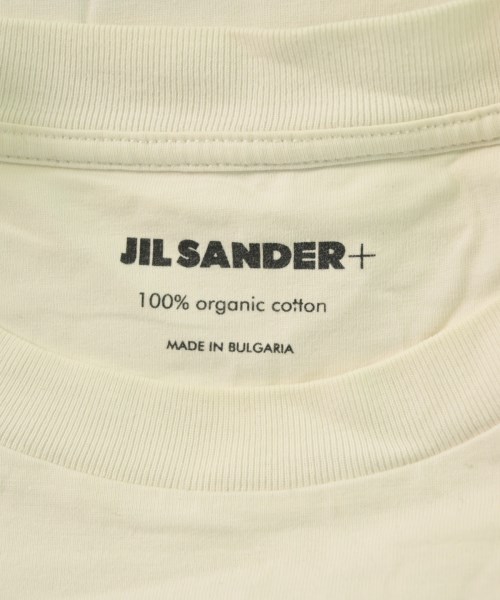 JIL SANDER+
100% organic cotton
MADE IN BULGARIA